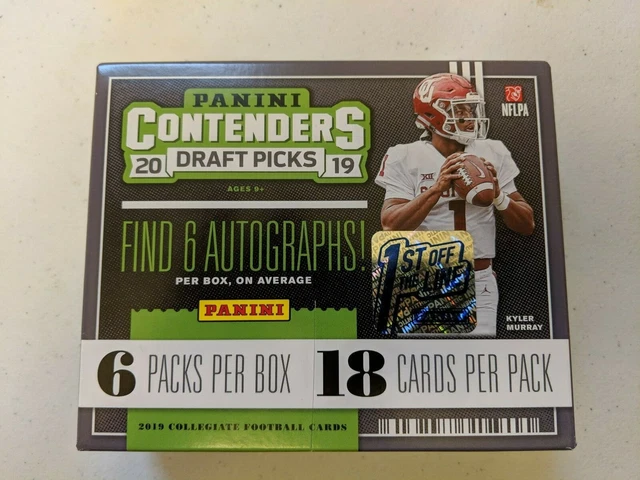 PANINI
CONTENDERS
20 DRAFT PICKS 19
AGES 9+
FIND 6 AUTOGRAPHS!
PER BOX, ON AVERAGE
PANINI
NFLPA
1
1ST OFF
THE LINE
KYLER
MURRAY
6 PACKS PER BOX
18 CARDS PER PACK
2019 COLLEGIATE FOOTBALL CARDS